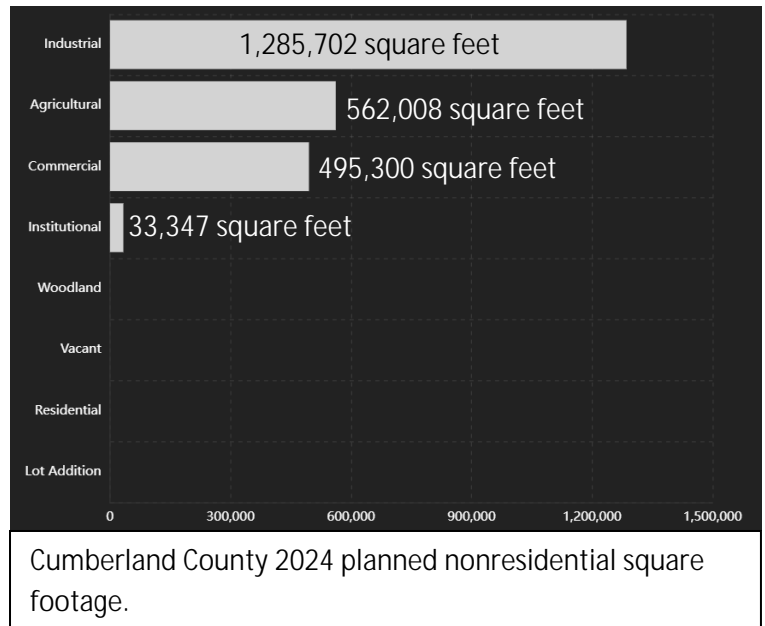 Industrial 1,285,702 square feet
Agricultural 562,008 square feet
Commercial 495,300 square feet
Institutional 33,347 square feet
Woodland
Vacant
Residential
Lot Addition
0 300,000 600,000 900,000 1,200,000 1,500,000
Cumberland County 2024 planned nonresidential square
footage.